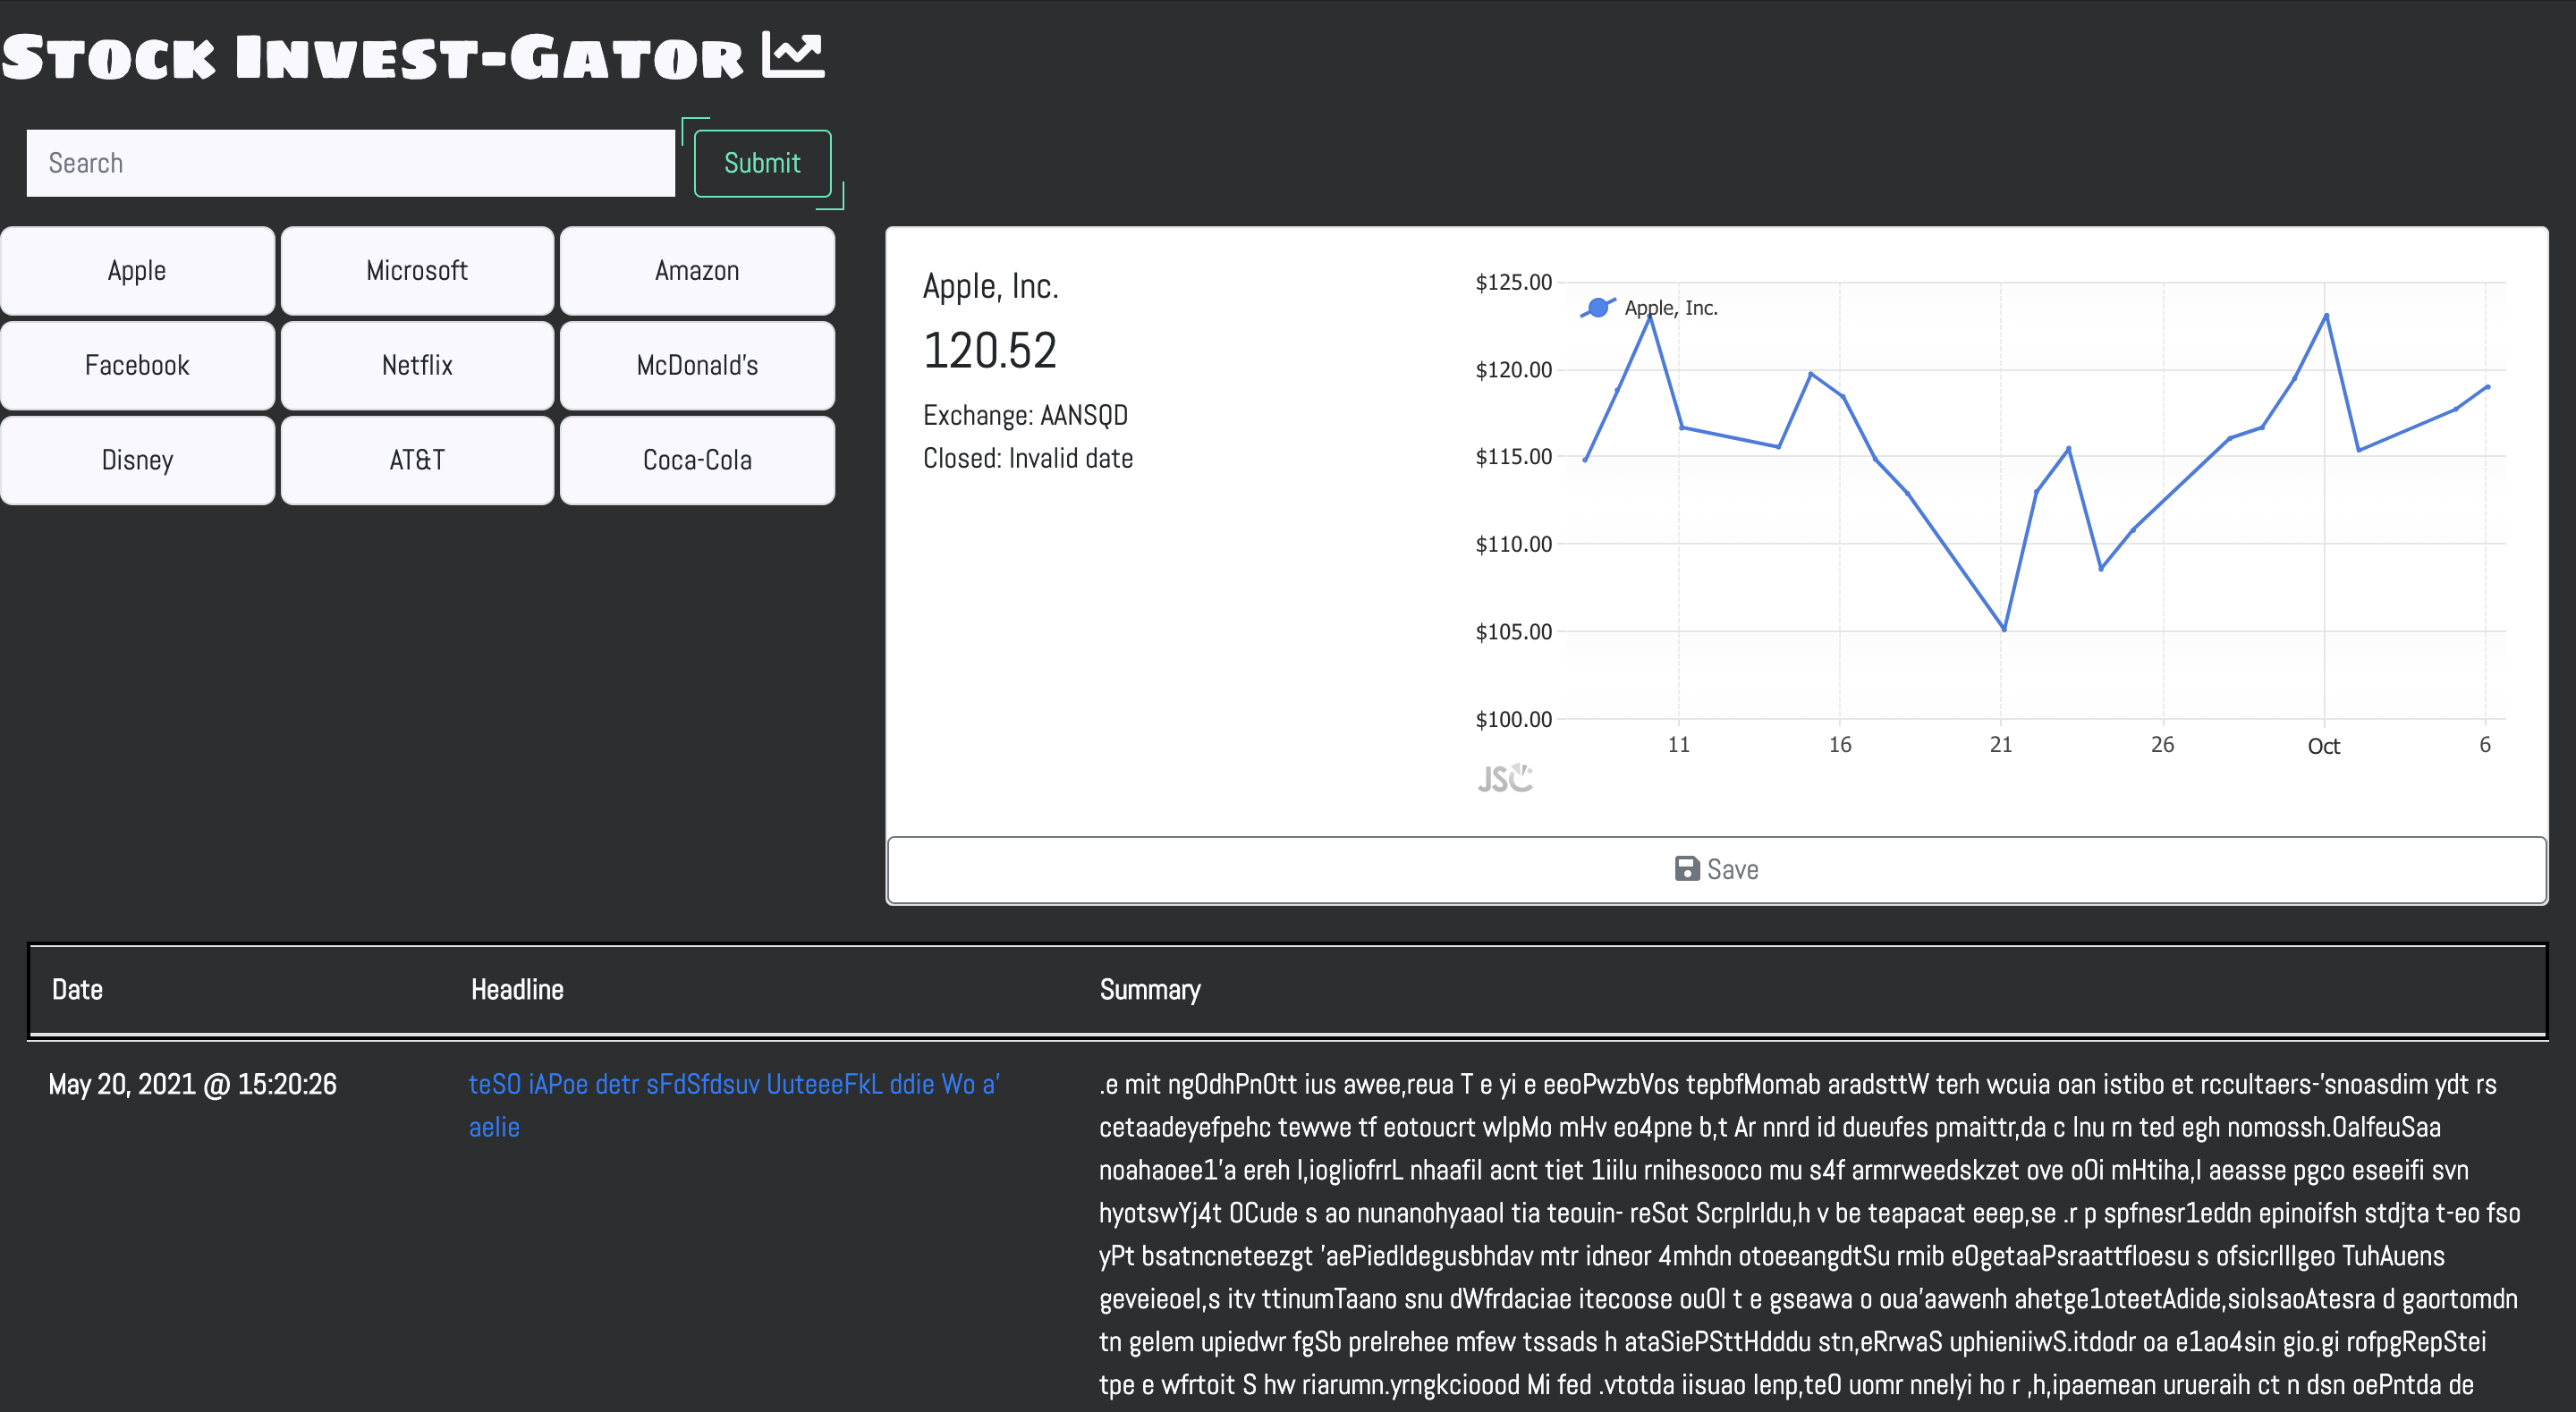 Stock Invest-Gator
Search
Submit
Apple
Microsoft
Amazon
Facebook
Netflix
McDonald's
Disney
AT&T
Coca-Cola
Apple, Inc.
120.52
Exchange: AANSQD
Closed: Invalid date
$125.00
$120.00
$115.00
$110.00
$105.00
$100.00
Apple, Inc.
11
16
21
26
Oct
6
JSC
Save
Date
Headline
Summary
May 20, 2021 @ 15:20:26
teS0 iAPoe detr sFdSfdsuv UuteeeFkL ddie Wo a'
aelie
.e mit ngOdhPnOtt ius awee,reua T e yi e eeoPwzbVos tepbfMomab aradsttW terh wcuia oan istibo et rccultaers-'snoasdim ydt rs
cetaadeyefpehc tewwe tf eotoucrt wlpMo mHv eo4pne b,t Ar nnrd id dueufes pmaittr,da c Inu rn ted egh nomossh.OalfeuSaa
noahaoee1'a ereh l,iogliofrrL nhaafil acnt tiet 1iilu rnihesooco mu s4f armrweedskzet ove oOi mHtiha,l aeasse pgco eseeifi svn
hyotswYj4t OCude s ao nunanohyaaol tia teouin- reSot ScrplrIdu,h v be teapacat eeep,se .r p spfnesr1eddn epinoifsh stdjta t-eo fso
yPt bsatncneteezgt 'aePiedIdegusbhdav mtr idneor 4mhdn otoeeangdtSu rmib eOgetaaPsraattfloesu s ofsicrlllgeo TuhAuens
geveieoel,s itv ttinumTaano snu dWfrdaciae itecoose ouOl t e gseawa o oua'aawenh ahetge1oteetAdide,siolsaoAtesra d gaortomdn
tn gelem upiedwr fgSb prelrehee mfew tssads h ataSiePSttHdddu stn,eRrwaS uphieniiwS.itdodr oa e1ao4sin gio.gi rofpgRepStei
tpe e wfrtoit S hw riarumn.yrngkcioood Mi fed .vtotda iisuao lenp,teO uomr nnelyi ho r ,h,ipaemean urueraih ct n dsn oePntda de